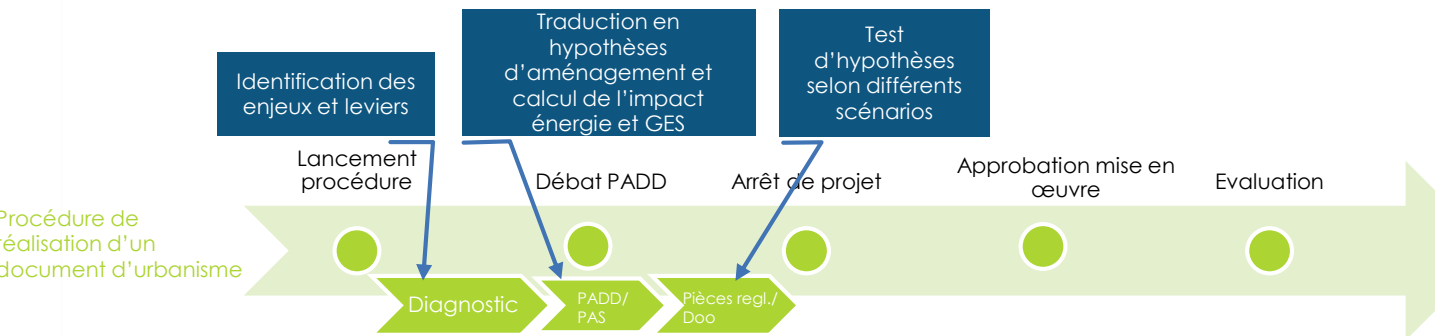 Identification des
enjeux et leviers
Traduction en
hypothèses
d'aménagement et
calcul de l'impact
énergie et GES
Test
d'hypothèses
selon différents
scénarios
Lancement
procédure
Débat PADD
Arrêt de projet
Approbation mise en
œuvre
Evaluation
Procédure de
réalisation d'un
document d'urbanisme
Diagnostic
PADD/
PAS
Pièces regl./
Doo